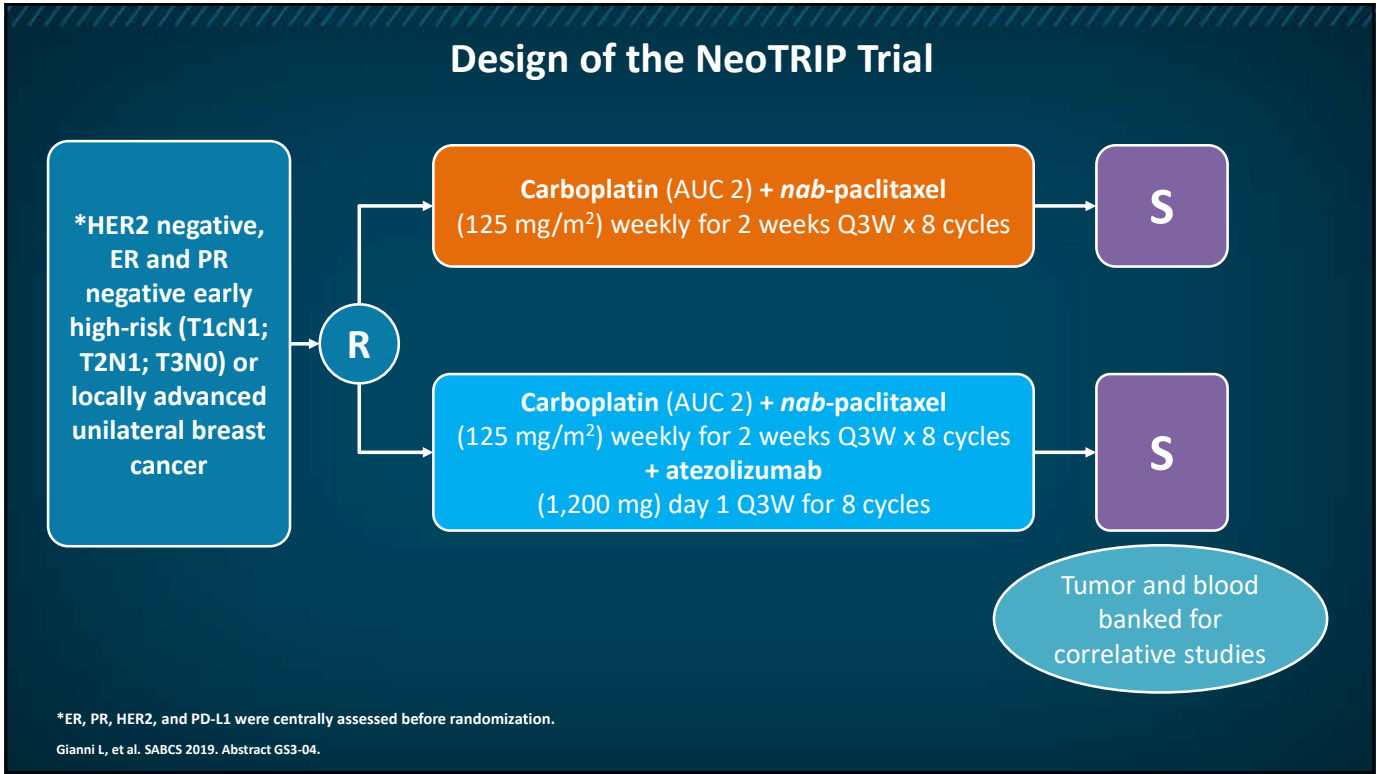 Design of the NeoTRIP Trial
*HER2 negative,
ER and PR
negative early
high-risk (T1cN1;
T2N1; T3N0) or
locally advanced
unilateral breast
cancer
R
Carboplatin (AUC 2) + nab-paclitaxel
(125 mg/m²) weekly for 2 weeks Q3W x 8 cycles
S
Carboplatin (AUC 2) + nab-paclitaxel
(125 mg/m²) weekly for 2 weeks Q3W x 8 cycles
+ atezolizumab
(1,200 mg) day 1 Q3W for 8 cycles
S
Tumor and blood
banked for
correlative studies
*ER, PR, HER2, and PD-L1 were centrally assessed before randomization.
Gianni L, et al. SABCS 2019. Abstract GS3-04.